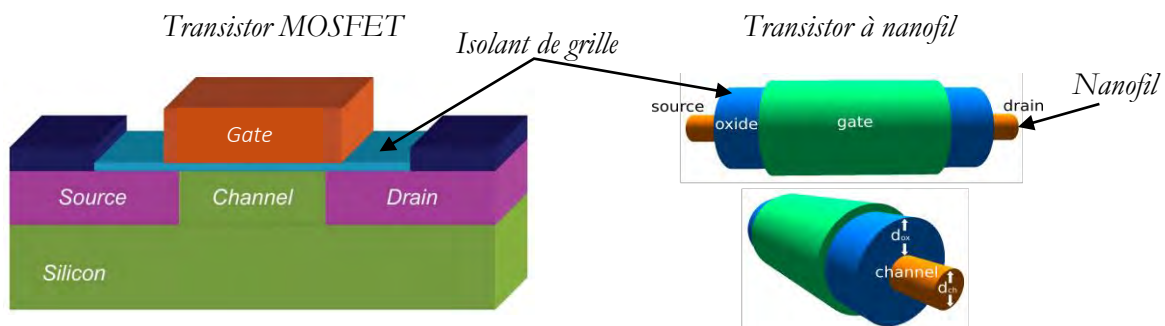 Transistor MOSFET
Isolant de grille
Transistor à nanofil
Nanofil
Gate
Source
Channel
Drain
Silicon
source
oxide
gate
drain
dox
channel
dch